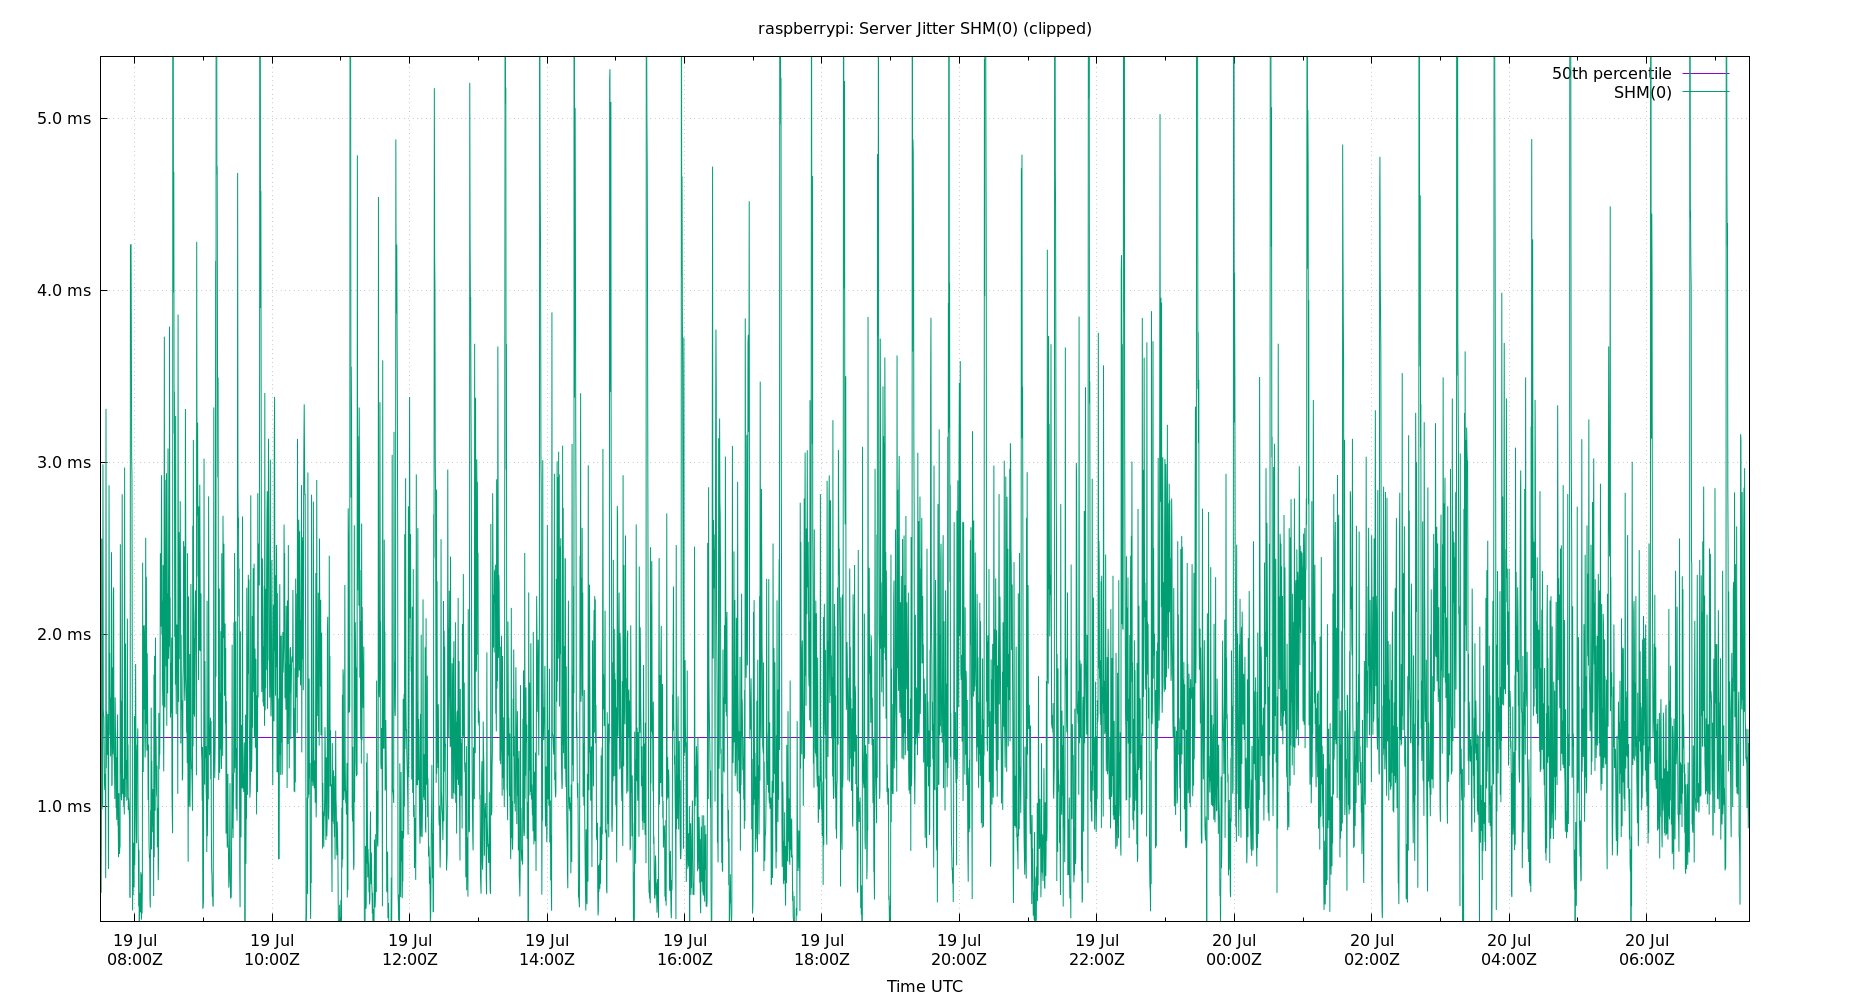 raspberrypi: Server Jitter SHM(0) (clipped)
50th percentile
SHM(0)
5.0 ms
4.0 ms
3.0 ms
2.0 ms
1.0 ms
19 Jul 19 Jul 19 Jul 19 Jul 19 Jul 19 Jul 19 Jul 19 Jul 20 Jul 20 Jul 20 Jul 20 Jul
08:00Z 10:00Z 12:00Z 14:00Z 16:00Z 18:00Z 20:00Z 22:00Z 00:00Z 02:00Z 04:00Z 06:00Z
Time UTC